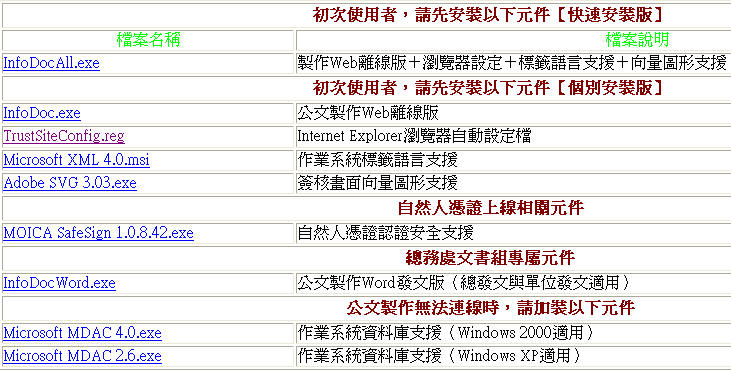 初次使用者，請先安裝以下元件【快速安裝版】
檔案名稱 檔案說明
InfoDocAll.exe 製作Web離線版＋瀏覽器設定＋標籤語言支援＋向量圖形支援
初次使用者，請先安裝以下元件【個別安裝版】
InfoDoc.exe 公文製作Web離線版
TrustSiteConfig.reg Internet Explorer瀏覽器自動設定檔
Microsoft XML 4.0.msi 作業系統標籤語言支援
Adobe SVG 3.03.exe 簽核畫面向量圖形支援
自然人憑證上線相關元件
MOICA SafeSign 1.0.8.42.exe 自然人憑證認證安全支援
總務處文書組專屬元件
InfoDocWord.exe 公文製作Word發文版（總發文與單位發文適用）
公文製作無法連線時，請加裝以下元件
Microsoft MDAC 4.0.exe 作業系統資料庫支援（Windows 2000適用）
Microsoft MDAC 2.6.exe 作業系統資料庫支援（Windows XP適用）